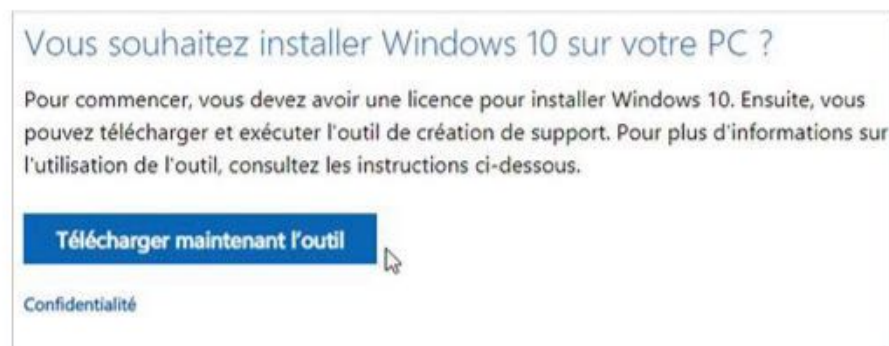 Vous souhaitez installer Windows 10 sur votre PC ?
Pour commencer, vous devez avoir une licence pour installer Windows 10. Ensuite, vous
pouvez télécharger et exécuter l'outil de création de support. Pour plus d'informations sur
l'utilisation de l'outil, consultez les instructions ci-dessous.
Télécharger maintenant l'outil
Confidentialité